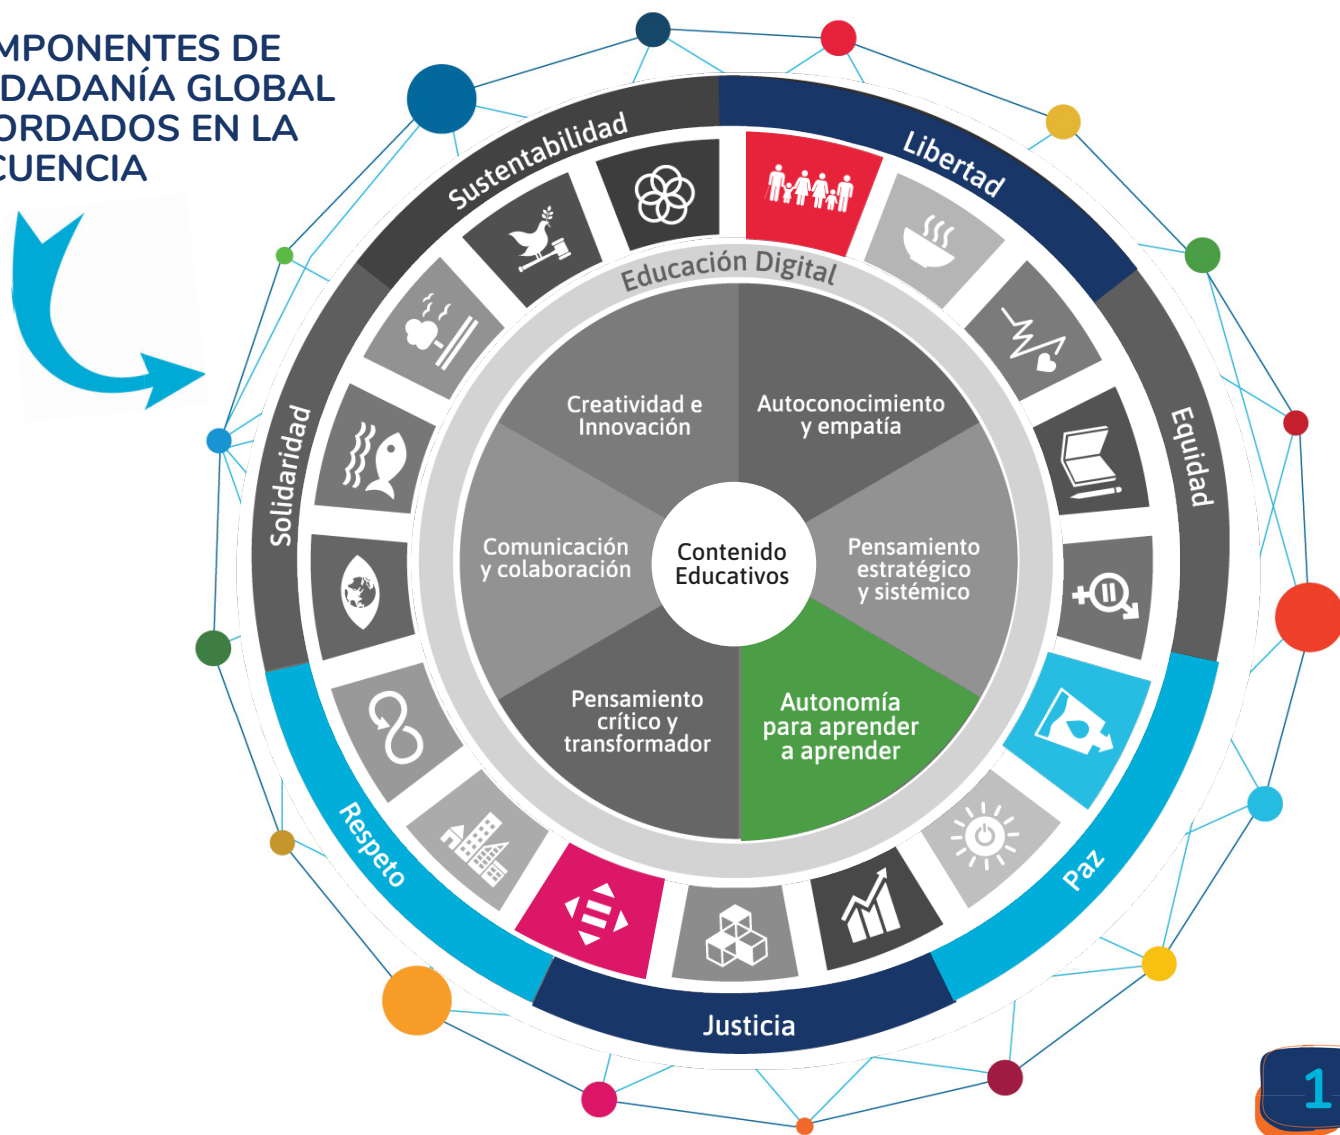 MPONENTES DE
DADANÍA GLOBAL
ORDADOS EN LA
CUENCIA
Sustentabilidad
Libertad
Educación Digital
Creatividad e
Innovación
Autoconocimiento
y empatía
Solidaridad
Equidad
Comunicación
y colaboración
Contenido
Educativos
Pensamiento
estratégico
y sistémico
Pensamiento
crítico y
transformador
Autonomía
para aprender
a aprender
Respeto
Paz
Justicia
1